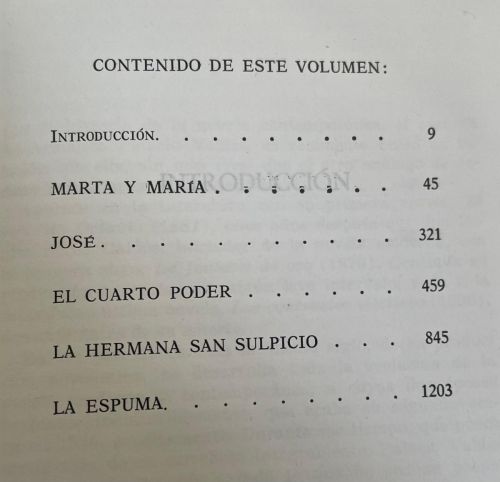 CONTENIDO DE ESTE VOLUMEN:
INTRODUCCIÓN. . . . . . . . . 9
MARTA Y MARÍA . . . . . . . 45
JOSÉ. . . . . . . . . . . 321
EL CUARTO PODER . . . . . . 459
LA HERMANA SAN SULPICIO . . . 845
LA ESPUMA. . . . . . . . . 1203
INTRODUCCIÓN